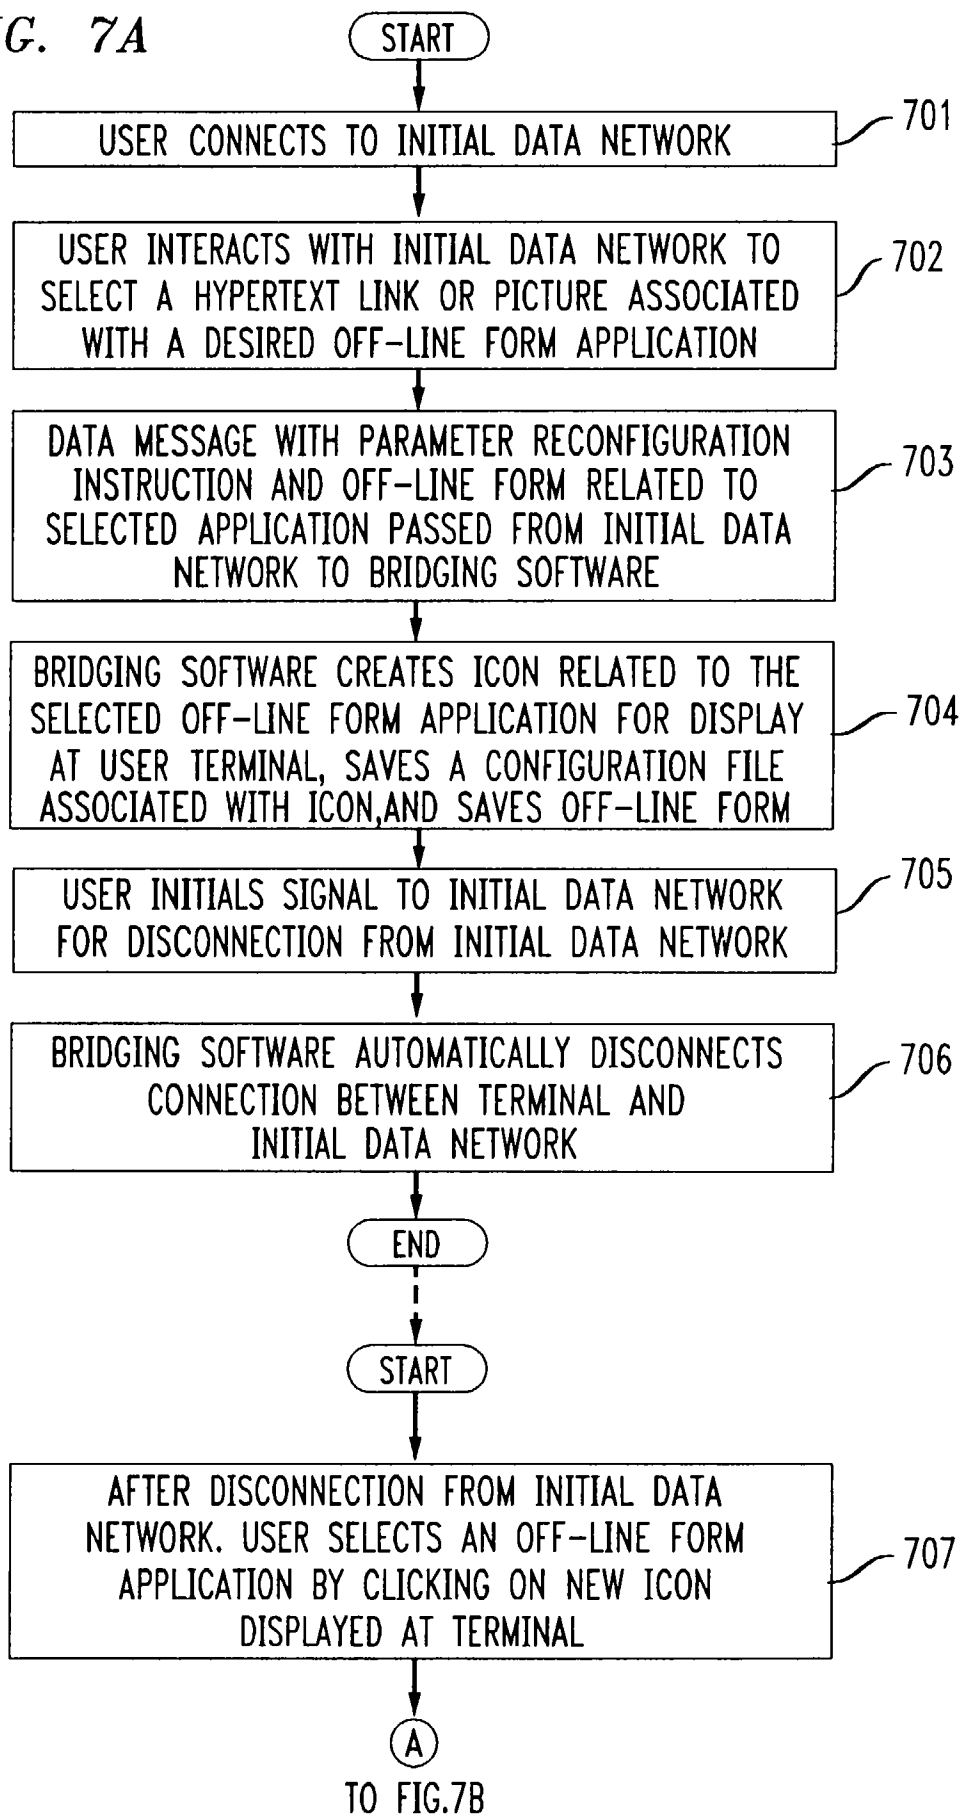 G. 7A
START
USER CONNECTS TO INITIAL DATA NETWORK
701
USER INTERACTS WITH INITIAL DATA NETWORK TO
SELECT A HYPERTEXT LINK OR PICTURE ASSOCIATED
WITH A DESIRED OFF-LINE FORM APPLICATION
702
DATA MESSAGE WITH PARAMETER RECONFIGURATION
INSTRUCTION AND OFF-LINE FORM RELATED TO
SELECTED APPLICATION PASSED FROM INITIAL DATA
NETWORK TO BRIDGING SOFTWARE
703
BRIDGING SOFTWARE CREATES ICON RELATED TO THE
SELECTED OFF-LINE FORM APPLICATION FOR DISPLAY
AT USER TERMINAL, SAVES A CONFIGURATION FILE
ASSOCIATED WITH ICON,AND SAVES OFF-LINE FORM
704
USER INITIALS SIGNAL TO INITIAL DATA NETWORK
FOR DISCONNECTION FROM INITIAL DATA NETWORK
705
BRIDGING SOFTWARE AUTOMATICALLY DISCONNECTS
CONNECTION BETWEEN TERMINAL AND
INITIAL DATA NETWORK
706
END
START
AFTER DISCONNECTION FROM INITIAL DATA
NETWORK. USER SELECTS AN OFF-LINE FORM
APPLICATION BY CLICKING ON NEW ICON
DISPLAYED AT TERMINAL
707
A
TO FIG.7B